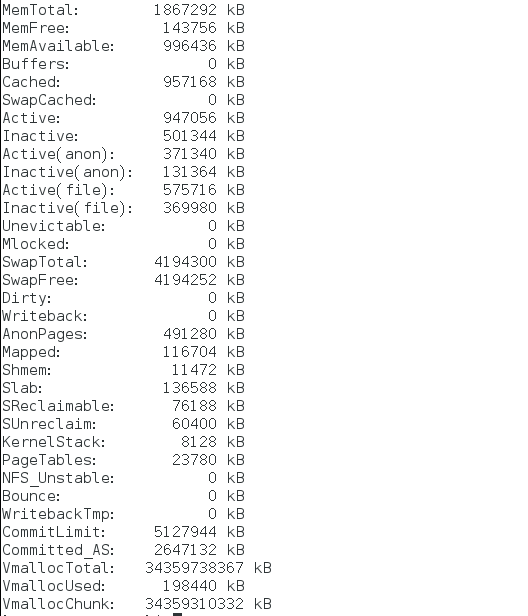 MemTotal: 1867292 kB
MemFree: 143756 kB
MemAvailable: 996436 kB
Buffers: 0 kB
Cached: 957168 kB
SwapCached: 0 kB
Active: 947056 kB
Inactive: 501344 kB
Active(anon): 371340 kB
Inactive(anon): 131364 kB
Active(file): 575716 kB
Inactive(file): 369980 kB
Unevictable: 0 kB
Mlocked: 0 kB
SwapTotal: 4194300 kB
SwapFree: 4194252 kB
Dirty: 0 kB
Writeback: 0 kB
AnonPages: 491280 kB
Mapped: 116704 kB
Shmem: 11472 kB
Slab: 136588 kB
SReclaimable: 76188 kB
SUnreclaim: 60400 kB
KernelStack: 8128 kB
PageTables: 23780 kB
NFS_Unstable: 0 kB
Bounce: 0 kB
WritebackTmp: 0 kB
CommitLimit: 5127944 kB
Committed_AS: 2647132 kB
VmallocTotal: 34359738367 kB
VmallocUsed: 198440 kB
VmallocChunk: 34359310332 kB